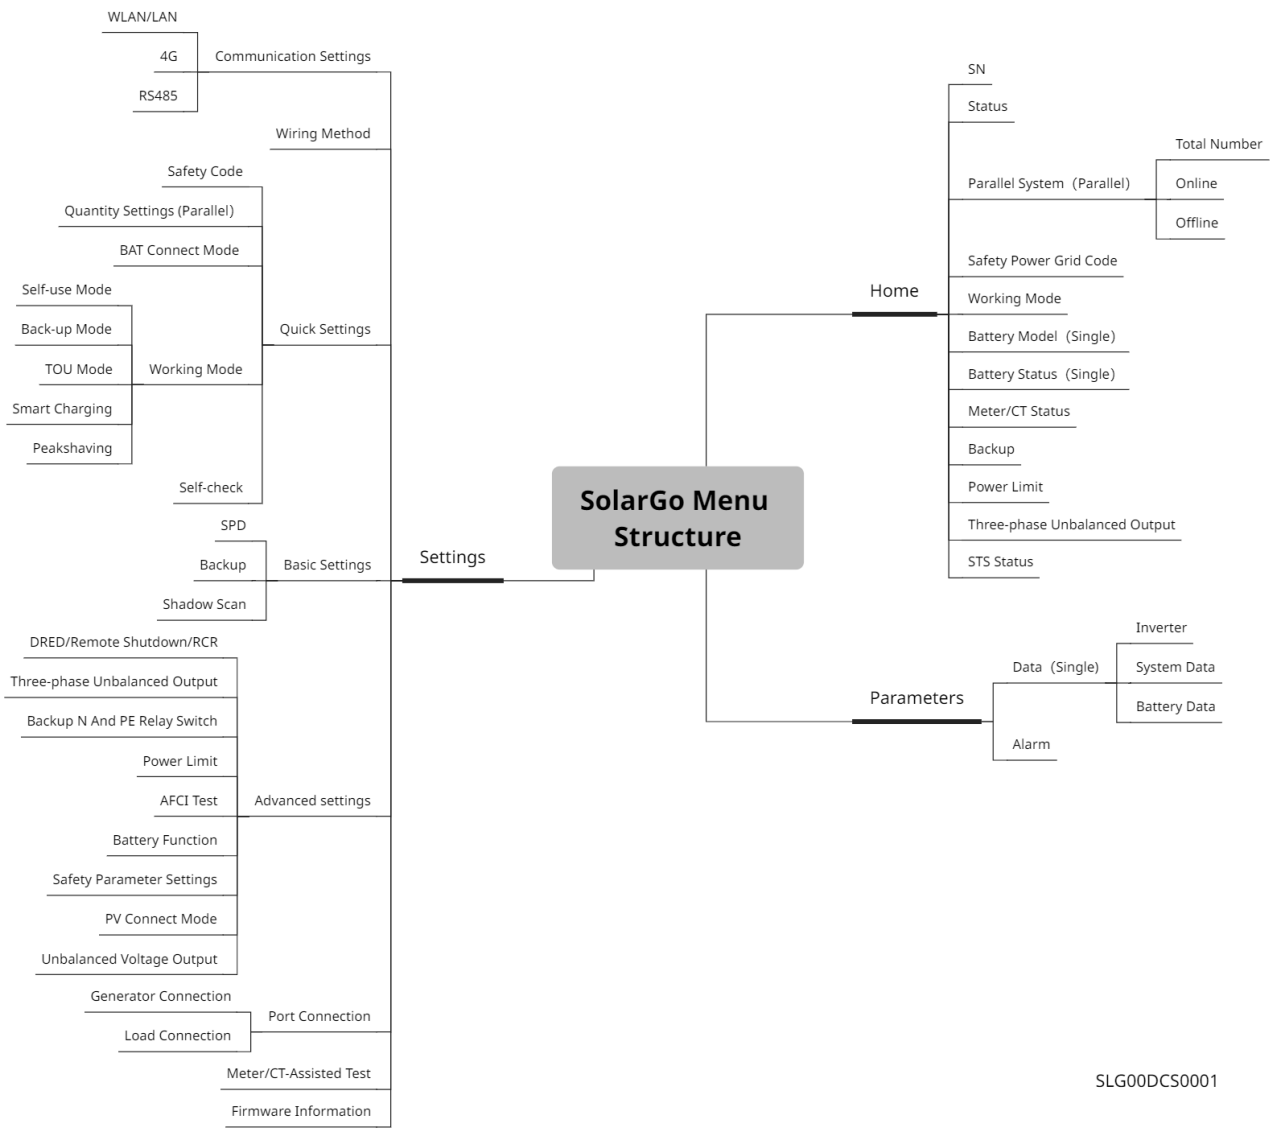 WLAN/LAN
4G
RS485
Communication Settings
Wiring Method
Safety Code
Quantity Settings (Parallel)
BAT Connect Mode
Self-use Mode
Back-up Mode
TOU Mode
Smart Charging
Peakshaving
Working Mode
Self-check
Quick Settings
SPD
Backup
Shadow Scan
Basic Settings
DRED/Remote Shutdown/RCR
Three-phase Unbalanced Output
Backup N And PE Relay Switch
Power Limit
AFCI Test
Battery Function
Safety Parameter Settings
PV Connect Mode
Unbalanced Voltage Output
Advanced settings
Generator Connection
Load Connection
Port Connection
Meter/CT-Assisted Test
Firmware Information
Settings
SolarGo Menu
Structure
Home
SN
Status
Parallel System（Parallel）
Total Number
Online
Offline
Safety Power Grid Code
Working Mode
Battery Model（Single）
Battery Status（Single）
Meter/CT Status
Backup
Power Limit
Three-phase Unbalanced Output
STS Status
Parameters
Data（Single）
Inverter
System Data
Battery Data
Alarm
SLG00DCS0001